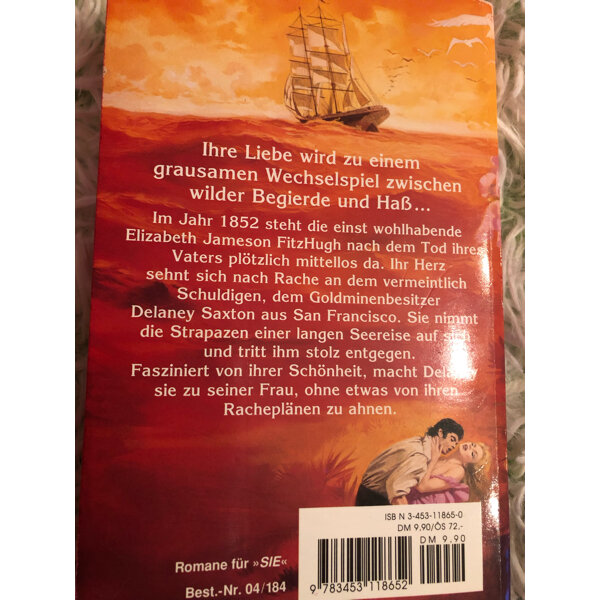 Ihre Liebe wird zu einem
grausamen Wechselspiel zwischen
wilder Begierde und Haß...
Im Jahr 1852 steht die einst wohlhabende
Elizabeth Jameson FitzHugh nach dem Tod ihres
Vaters plötzlich mittellos da. Ihr Herz
sehnt sich nach Rache an dem vermeintlich
Schuldigen, dem Goldminenbesitzer
Delaney Saxton aus San Francisco. Sie nimmt
die Strapazen einer langen Seereise auf sich
und tritt ihm stolz entgegen.
Fasziniert von ihrer Schönheit, macht Delaney
sie zu seiner Frau, ohne etwas von ihren
Racheplänen zu ahnen.
ISBN 3-453-11865-0
DM 9,90/ÖS 72,-
DM 9.90
Romane für »SIE«
Best.-Nr. 04/184
9 783453 118652